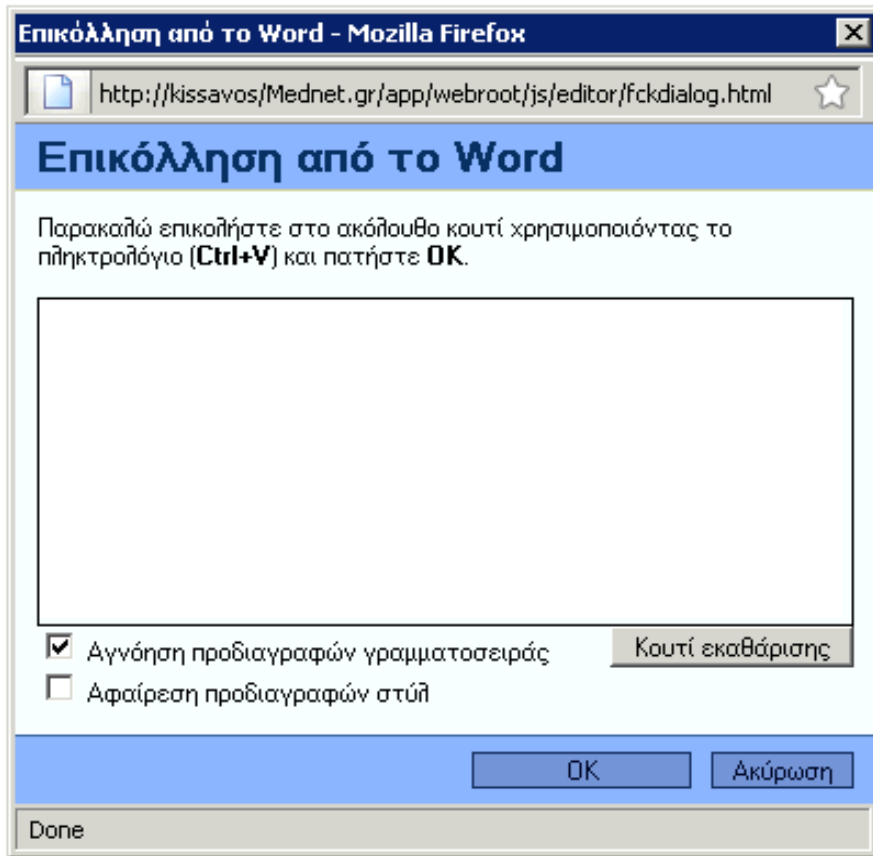 Επικόλληση από το Word - Mozilla Firefox
http://kissavos/Mednet.gr/app/webroot/js/editor/fckdialog.html
Επικόλληση από το Word
Παρακαλώ επικολήστε στο ακόλουθο κουτί χρησιμοποιόντας το
πληκτρολόγιο (Ctrl+V) και πατήστε OK.
Αγνόηση προδιαγραφών γραμματοσειράς
Κουτί εκαθάρισης
Αφαίρεση προδιαγραφών στύλ
OK
Ακύρωση
Done